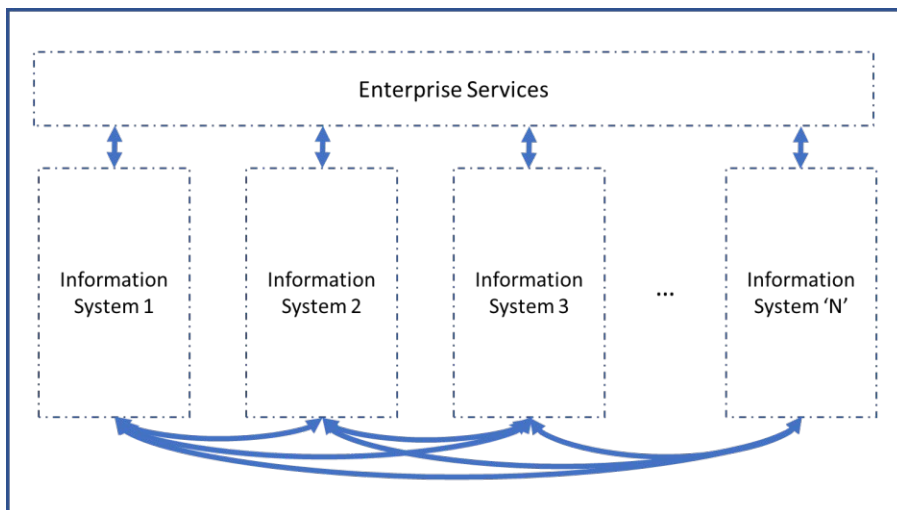 Enterprise Services
Information
System 1
Information
System 2
Information
System 3
...
Information
System ‘N’